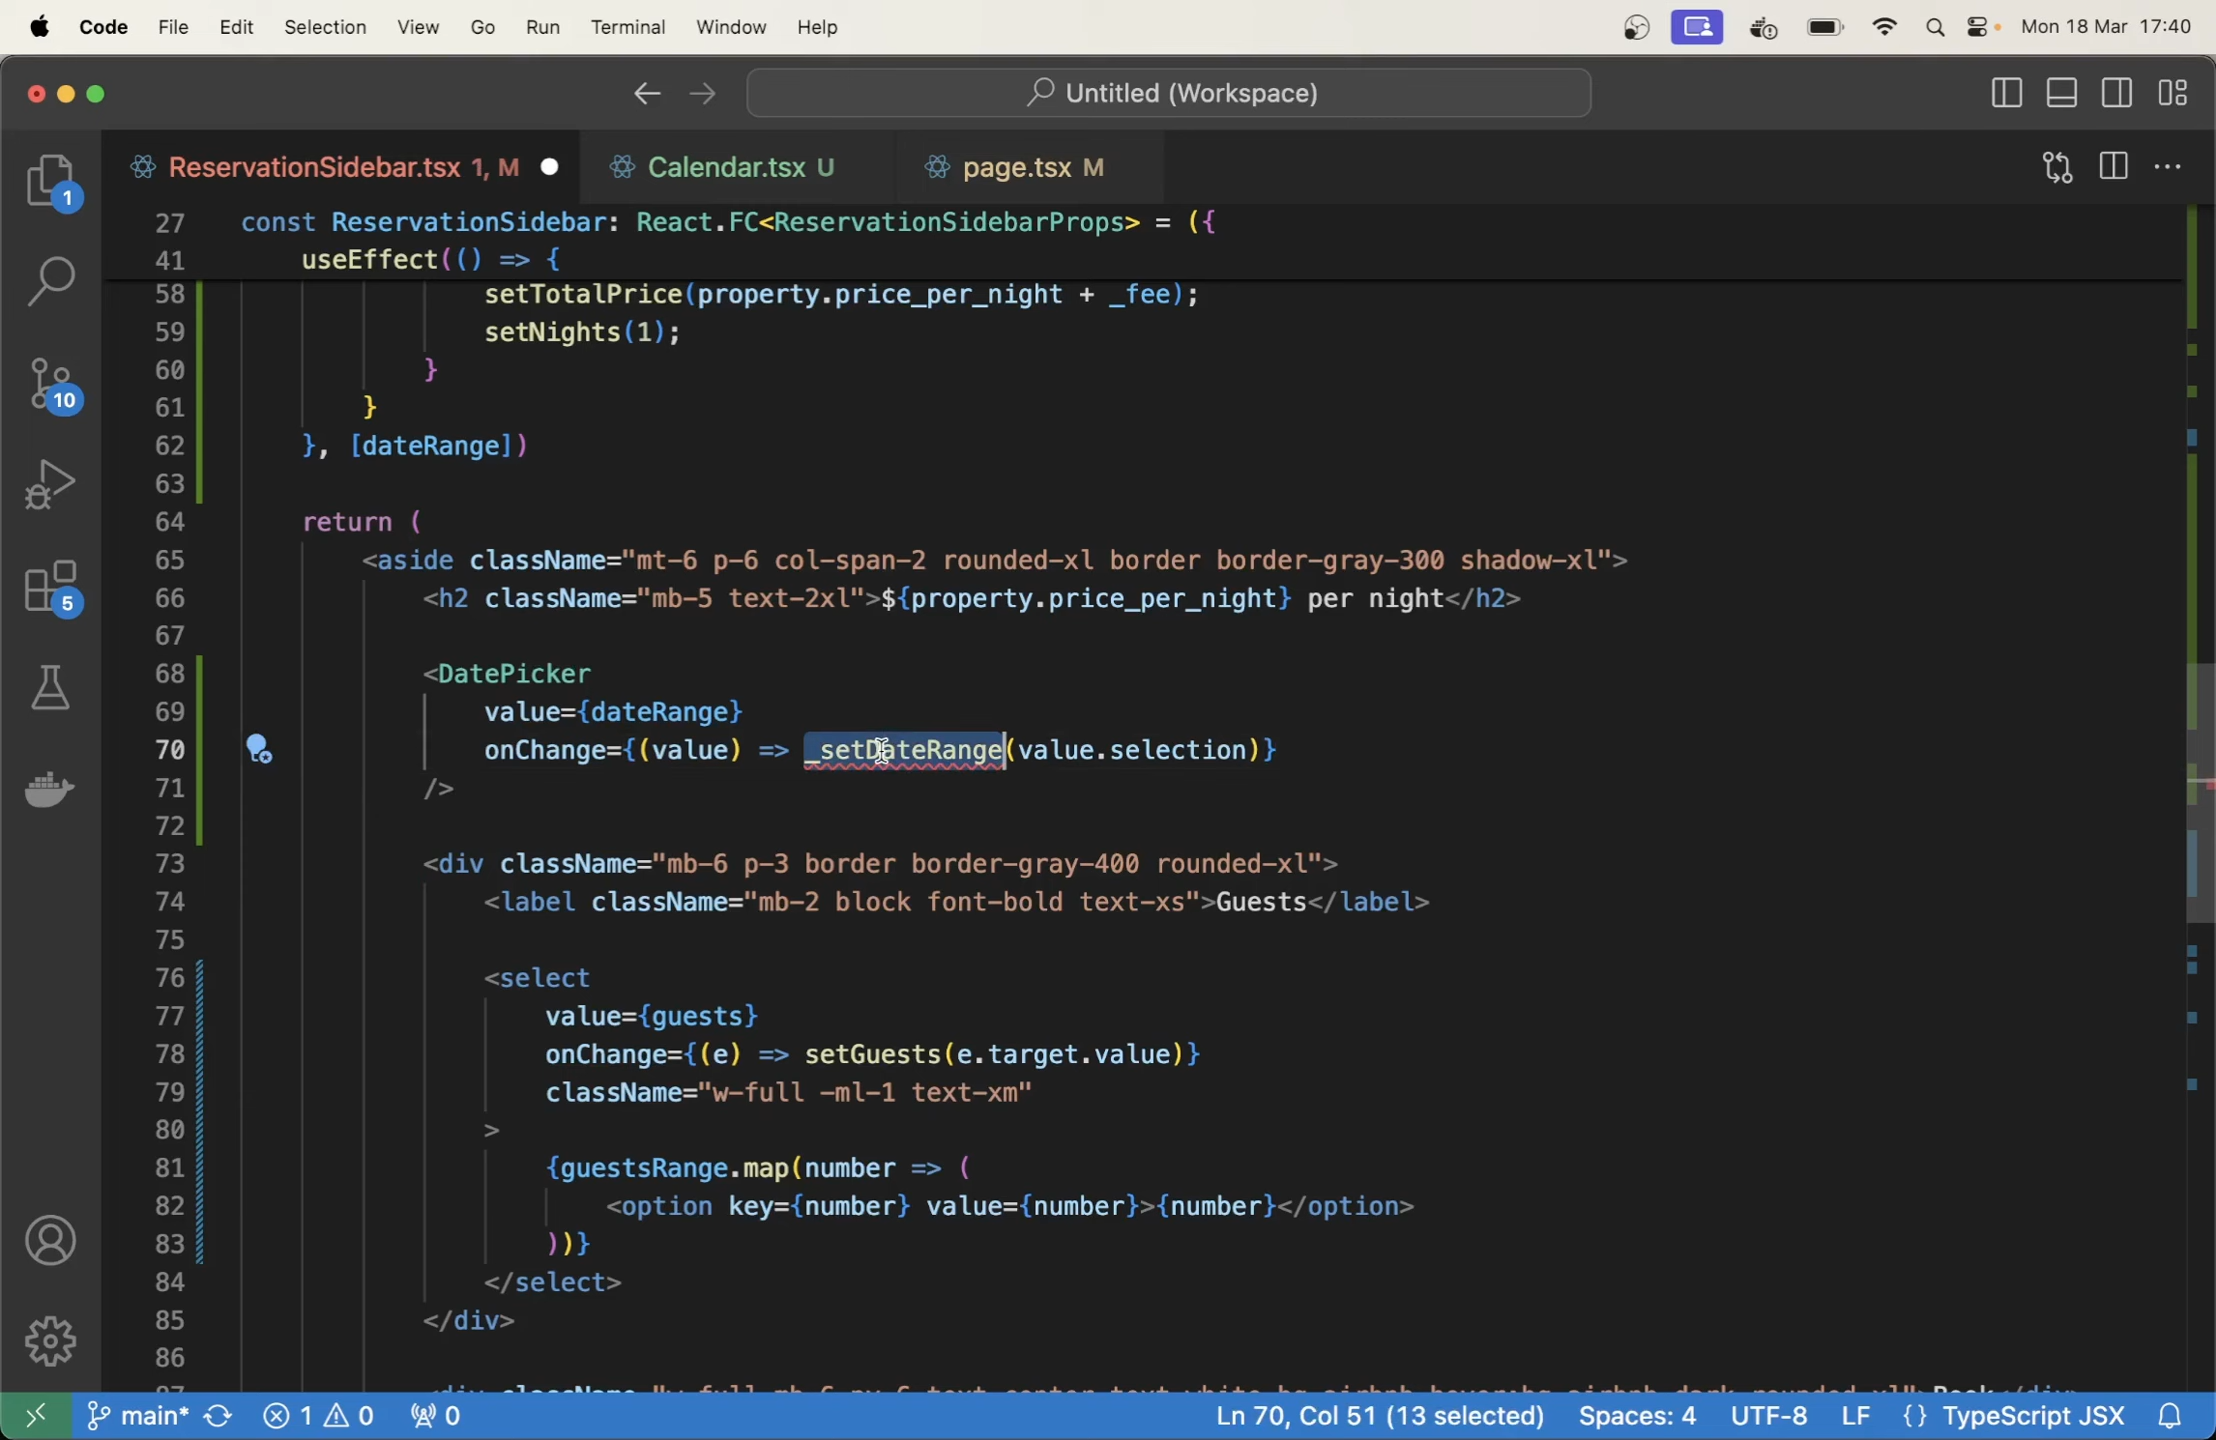 Code File Edit Selection View Go Run Terminal Window Help Mon 18 Mar 17:40
Untitled (Workspace)
ReservationSidebar.tsx 1, M Calendar.tsx U page.tsx M
27 const ReservationSidebar: React.FC<ReservationSidebarProps> = ({
41 useEffect(() => {
58 setTotalPrice(property.price_per_night + _fee);
59 setNights(1);
60 }
61 }
62 }, [dateRange])
63
64 return (
65 <aside className="mt-6 p-6 col-span-2 rounded-xl border border-gray-300 shadow-xl">
66 <h2 className="mb-5 text-2xl">${property.price_per_night} per night</h2>
67
68 <DatePicker
69 value={dateRange}
70 onChange={(value) => _setDateRange(value.selection)}
71 />
72
73 <div className="mb-6 p-3 border border-gray-400 rounded-xl">
74 <label className="mb-2 block font-bold text-xs">Guests</label>
75
76 <select
77 value={guests}
78 onChange={(e) => setGuests(e.target.value)}
79 className="w-full -ml-1 text-xm"
80 >
81 {guestsRange.map(number => (
82 <option key={number} value={number}>{number}</option>
83 ))}
84 </select>
85 </div>
86
1
10
5
main* 1 0 0 Ln 70, Col 51 (13 selected) Spaces: 4 UTF-8 LF {} TypeScript JSX